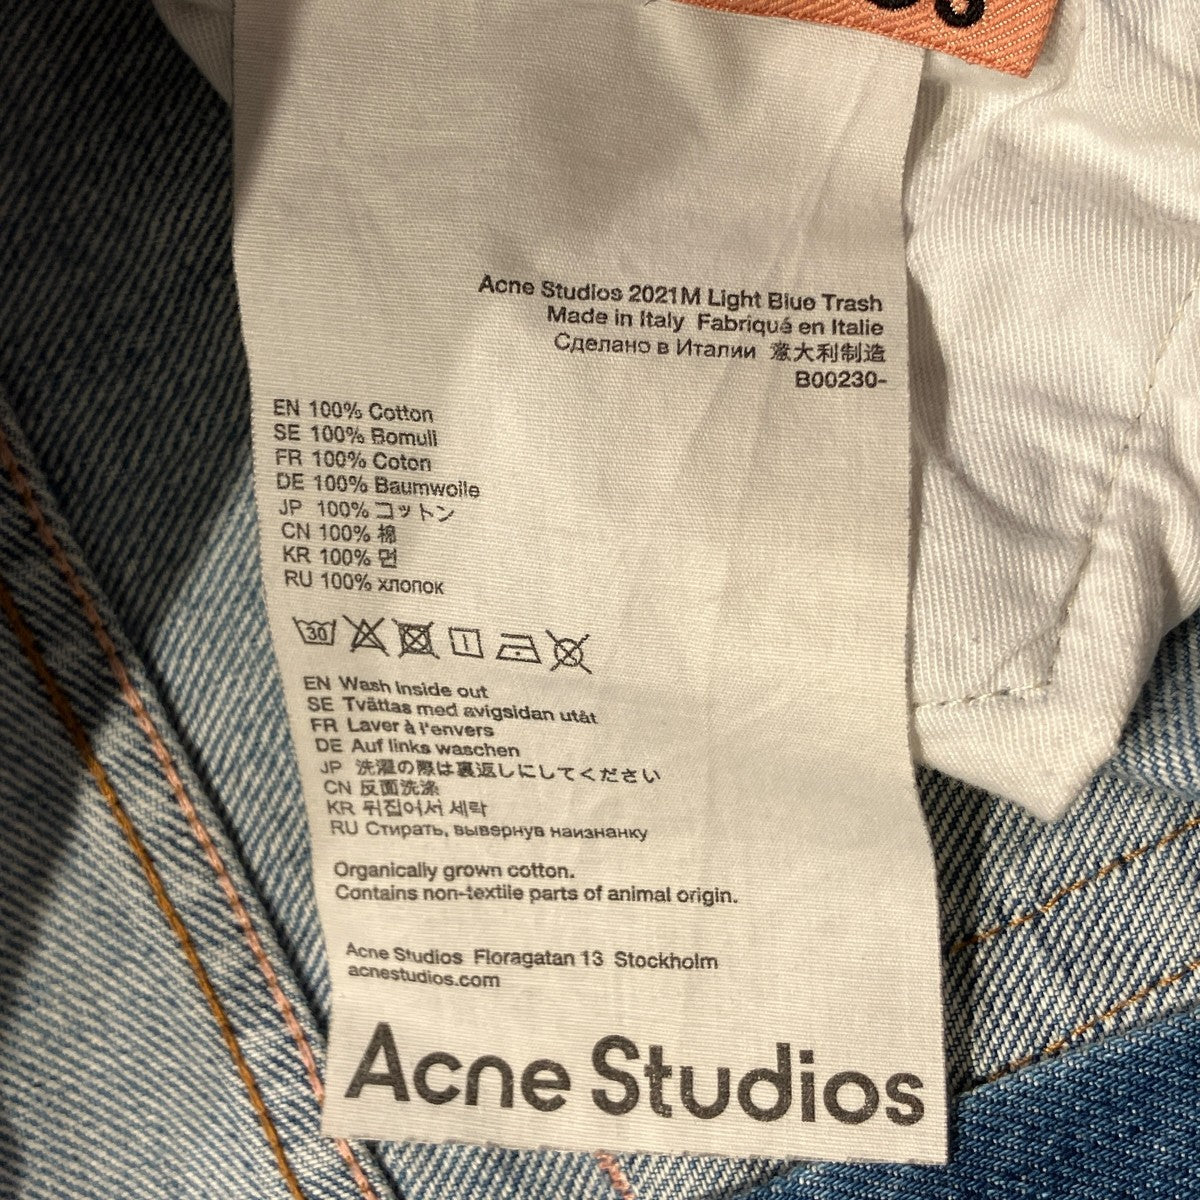 Acne Studios 2021M Light Blue Trash
Made in Italy Fabriqué en Italie
Сделано в Италии 意大利制造
B00230-
EN 100% Cotton
SE 100% Bomull
FR 100% Coton
DE 100% Baumwolle
JP 100% コットン
CN 100% 棉
KR 100% 면
RU 100% хлопок
30
EN Wash inside out
SE Tvättas med avigsidan utåt
FR Laver à l'envers
DE Auf links waschen
JP 洗濯の際は裏返しにしてください
CN 反面洗涤
KR 뒤집어서 세탁
RU Стирать, вывернув наизнанку
Organically grown cotton.
Contains non-textile parts of animal origin.
Acne Studios Floragatan 13 Stockholm
acnestudios.com
Acne Studios